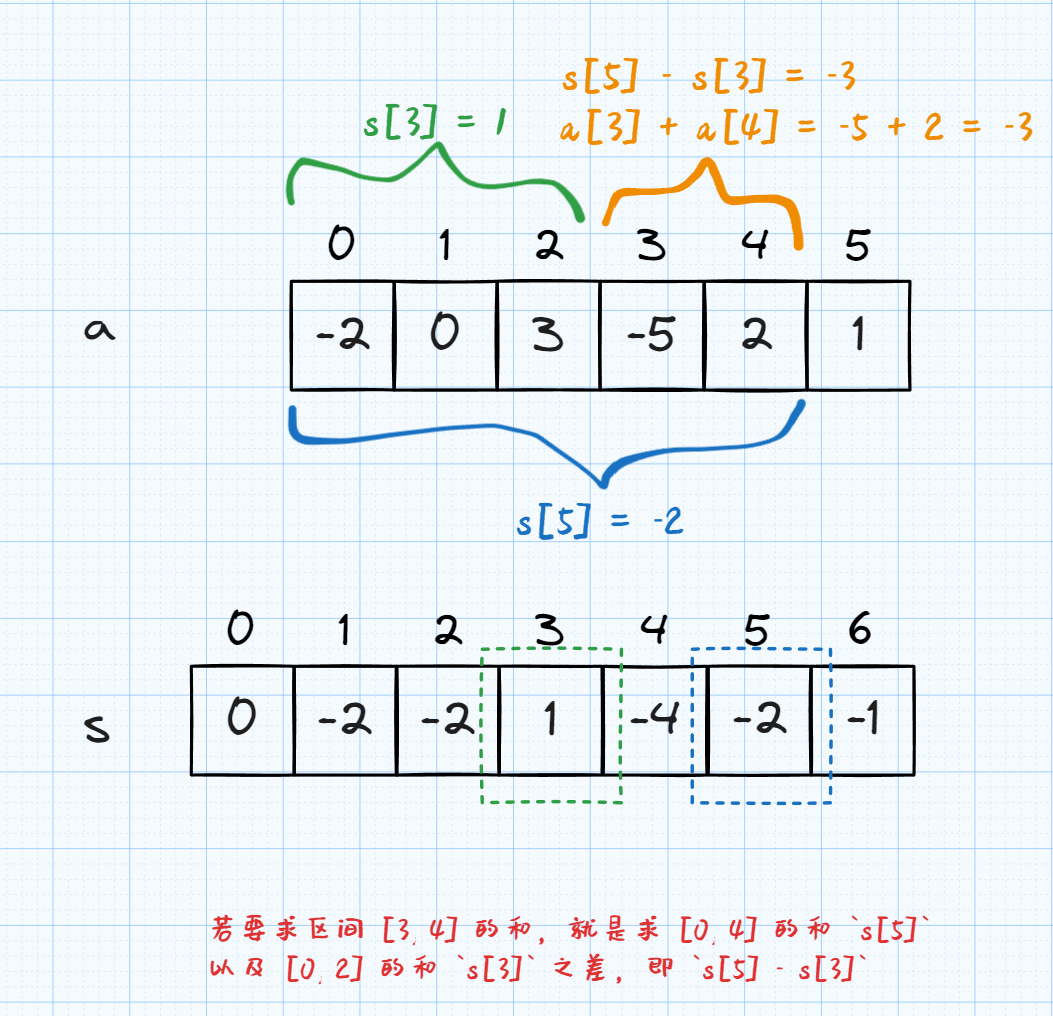 s[5] - s[3] = -3
s[3] = 1
a[3] + a[4] = -5 + 2 = -3
0 1 2 3 4 5
a -2 0 3 -5 2 1
s[5] = -2
0 1 2 3 4 5 6
s 0 -2 -2 1 -4 -2 -1
若要求区间 [3,4] 的和, 就是求 [0,4] 的和 `s[5]`
以及 [0,2] 的和 `s[3]` 之差, 即 `s[5] - s[3]`